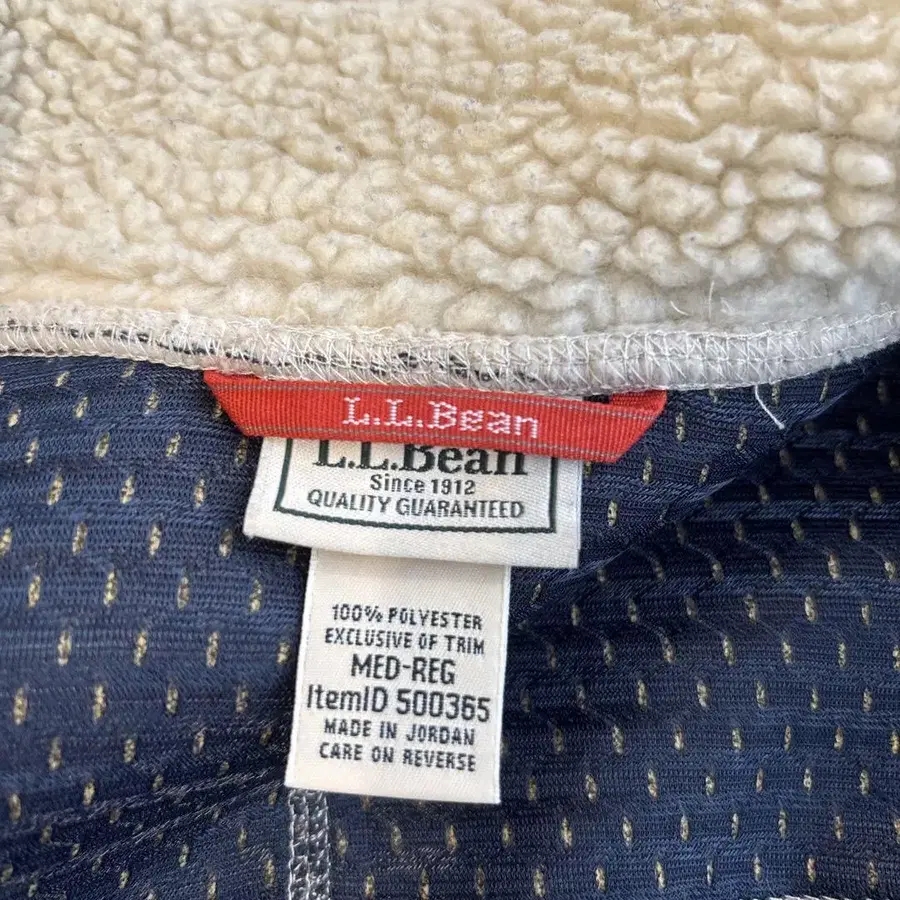 L.L.Bean
L.L.Bean
Since 1912
QUALITY GUARANTEED
100% POLYESTER
EXCLUSIVE OF TRIM
MED-REG
ItemID 500365
MADE IN JORDAN
CARE ON REVERSE